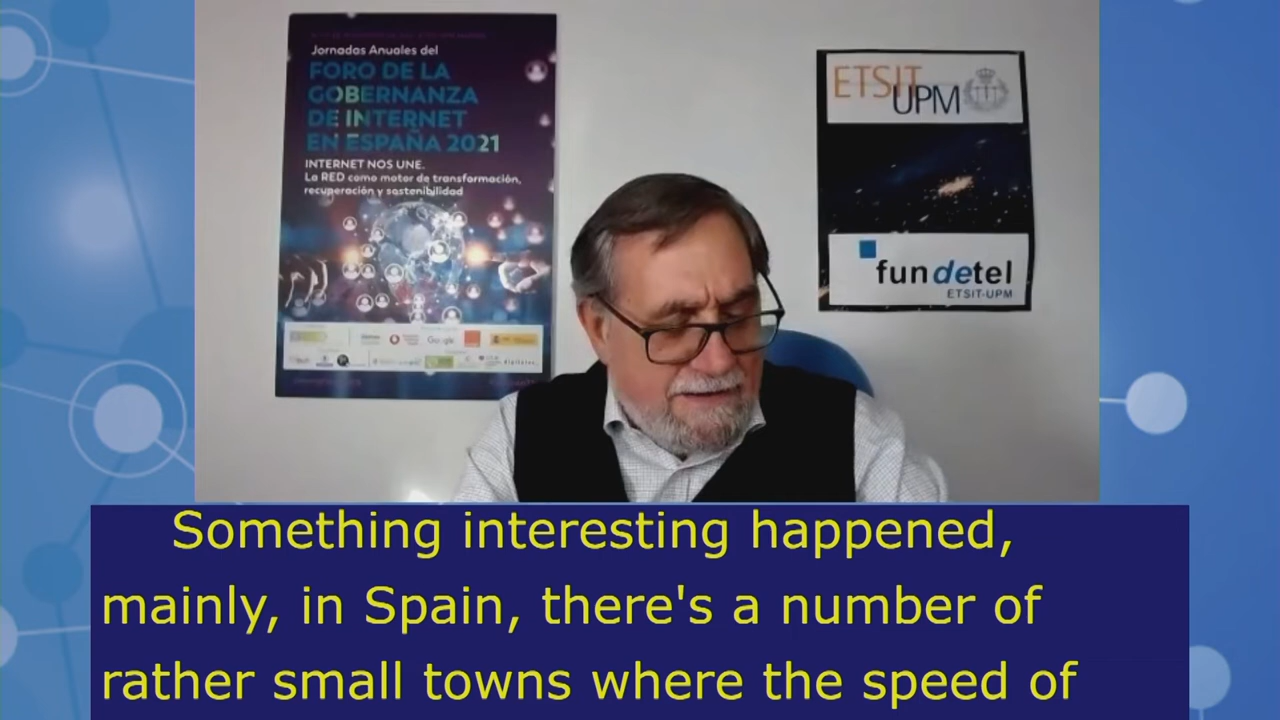 Jornadas Anuales del
FORO DE LA
GOBERNANZA
DE INTERNET
EN ESPAÑA 2021
INTERNET NOS UNE.
La RED como motor de transformación,
recuperación y sostenibilidad
Google
ETSIT
UPM
fundetel
ETSIT-UPM
Something interesting happened,
mainly, in Spain, there's a number of
rather small towns where the speed of